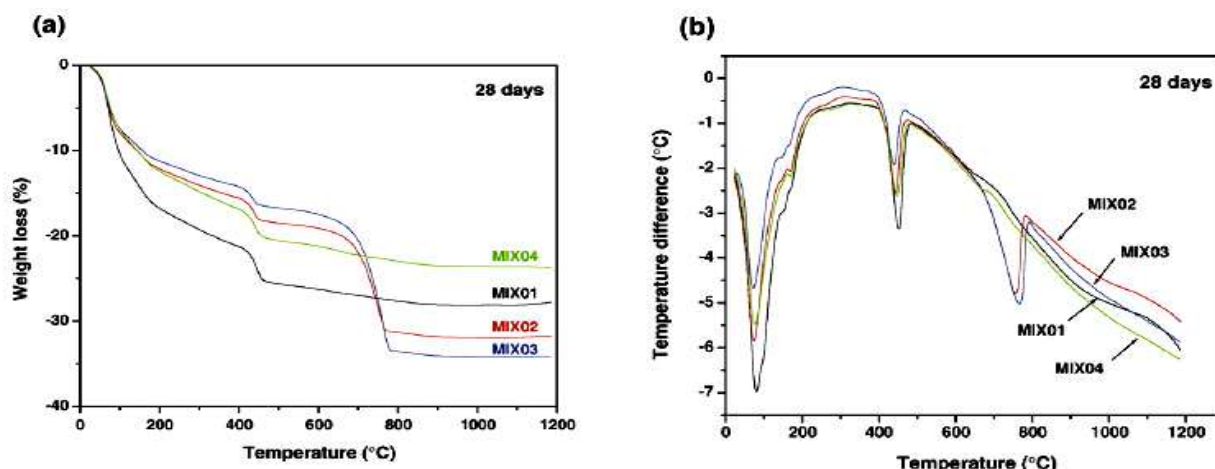 (a)
28 days
0
-10
-20
-30
-40
Weight loss (%)
MIX04
MIX01
MIX02
MIX03
0 200 400 600 800 1000 1200
Temperature (°C)
(b)
28 days
0
-1
-2
-3
-4
-5
-6
-7
Temperature difference (°C)
MIX02
MIX03
MIX01
MIX04
0 200 400 600 800 1000 1200
Temperature (°C)